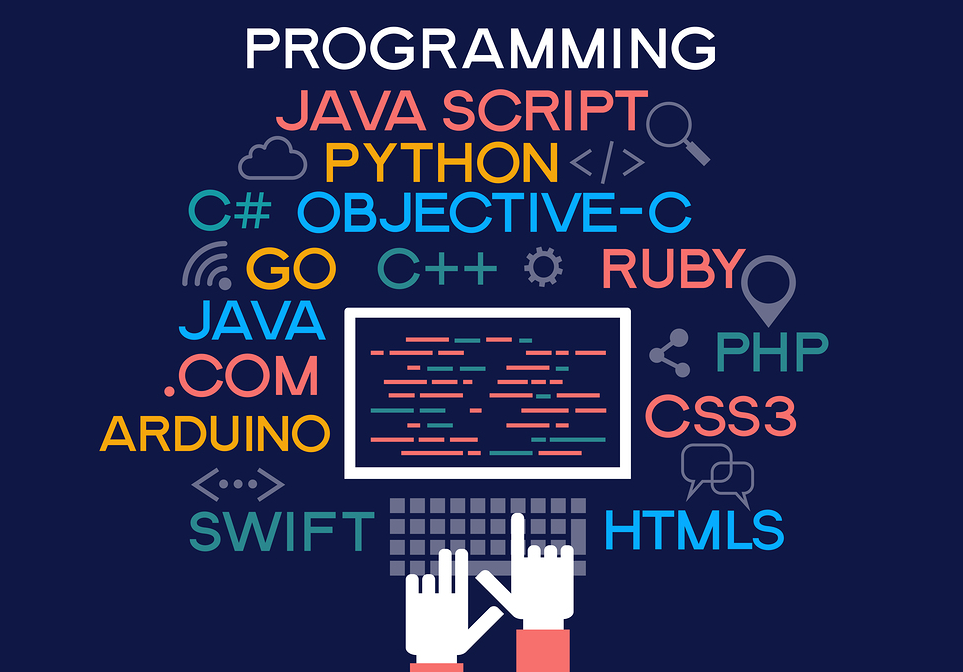 PROGRAMMING
JAVA SCRIPT
PYTHON </>
C# OBJECTIVE-C
GO C++ RUBY
JAVA
PHP
.COM
CSS3
ARDUINO
<•••>
SWIFT HTMLS